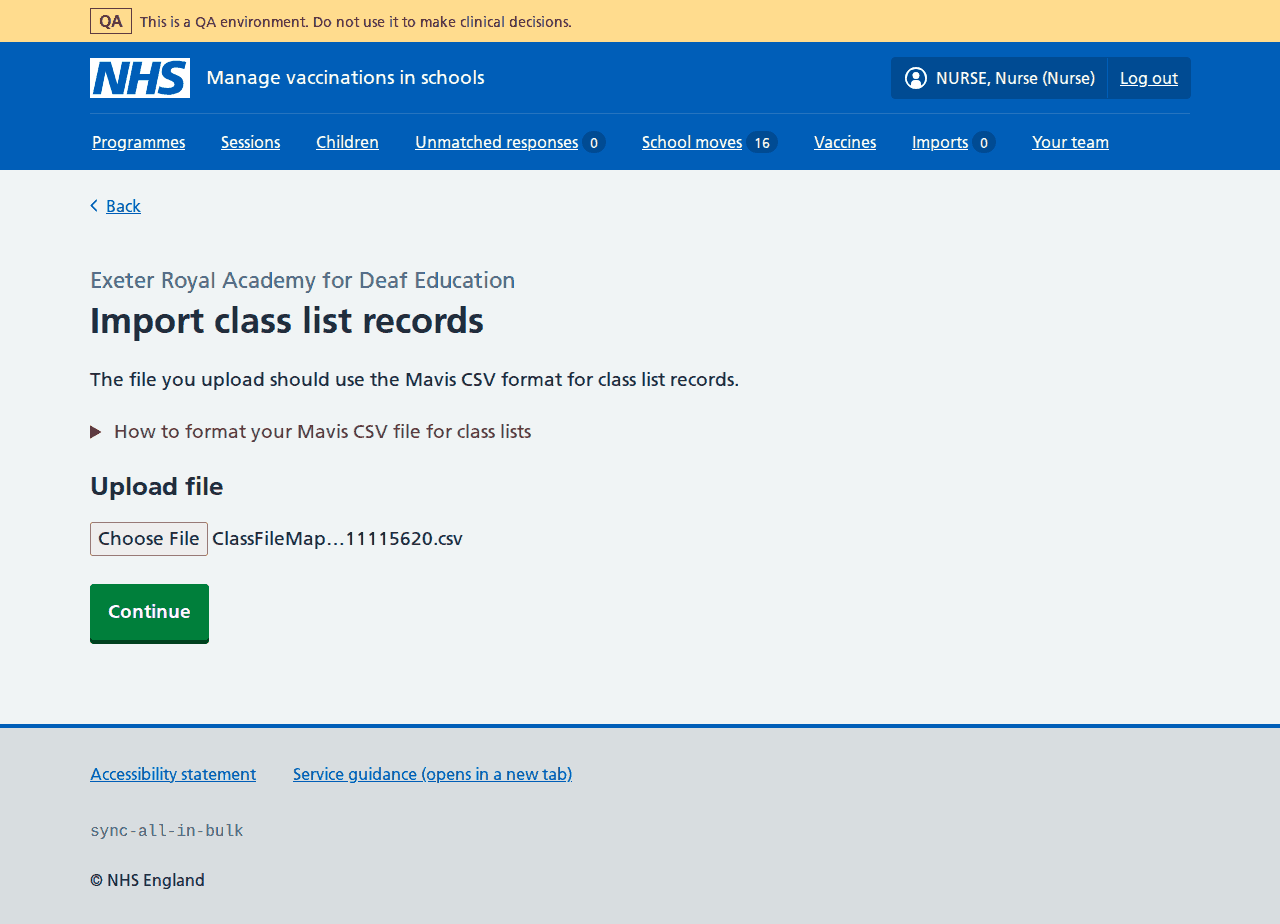 QA This is a QA environment. Do not use it to make clinical decisions.
NHS Manage vaccinations in schools NURSE, Nurse (Nurse) Log out
Programmes Sessions Children Unmatched responses 0 School moves 16 Vaccines Imports 0 Your team
Back
Exeter Royal Academy for Deaf Education
Import class list records
The file you upload should use the Mavis CSV format for class list records.
How to format your Mavis CSV file for class lists
Upload file
Choose File ClassFileMap…11115620.csv
Continue
Accessibility statement Service guidance (opens in a new tab)
sync-all-in-bulk
© NHS England